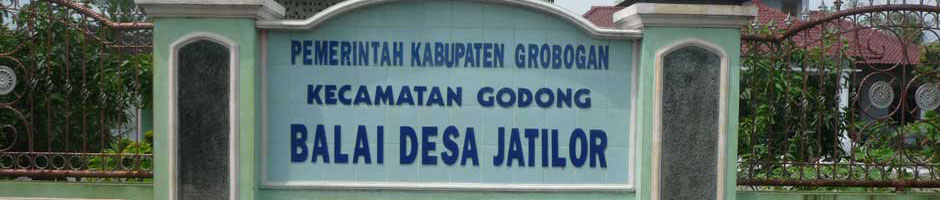 PEMERINTAH KABUPATEN GROBOGAN
KECAMATAN GODONG
BALAI DESA JATILOR